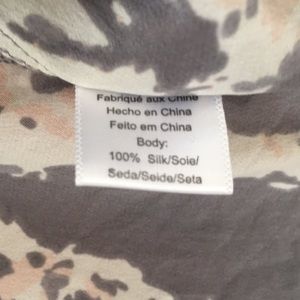 Fabriqué aux Chine
Hecho en China
Feito em China
Body:
100% Silk/Soie/
Seda/Seide/Seta